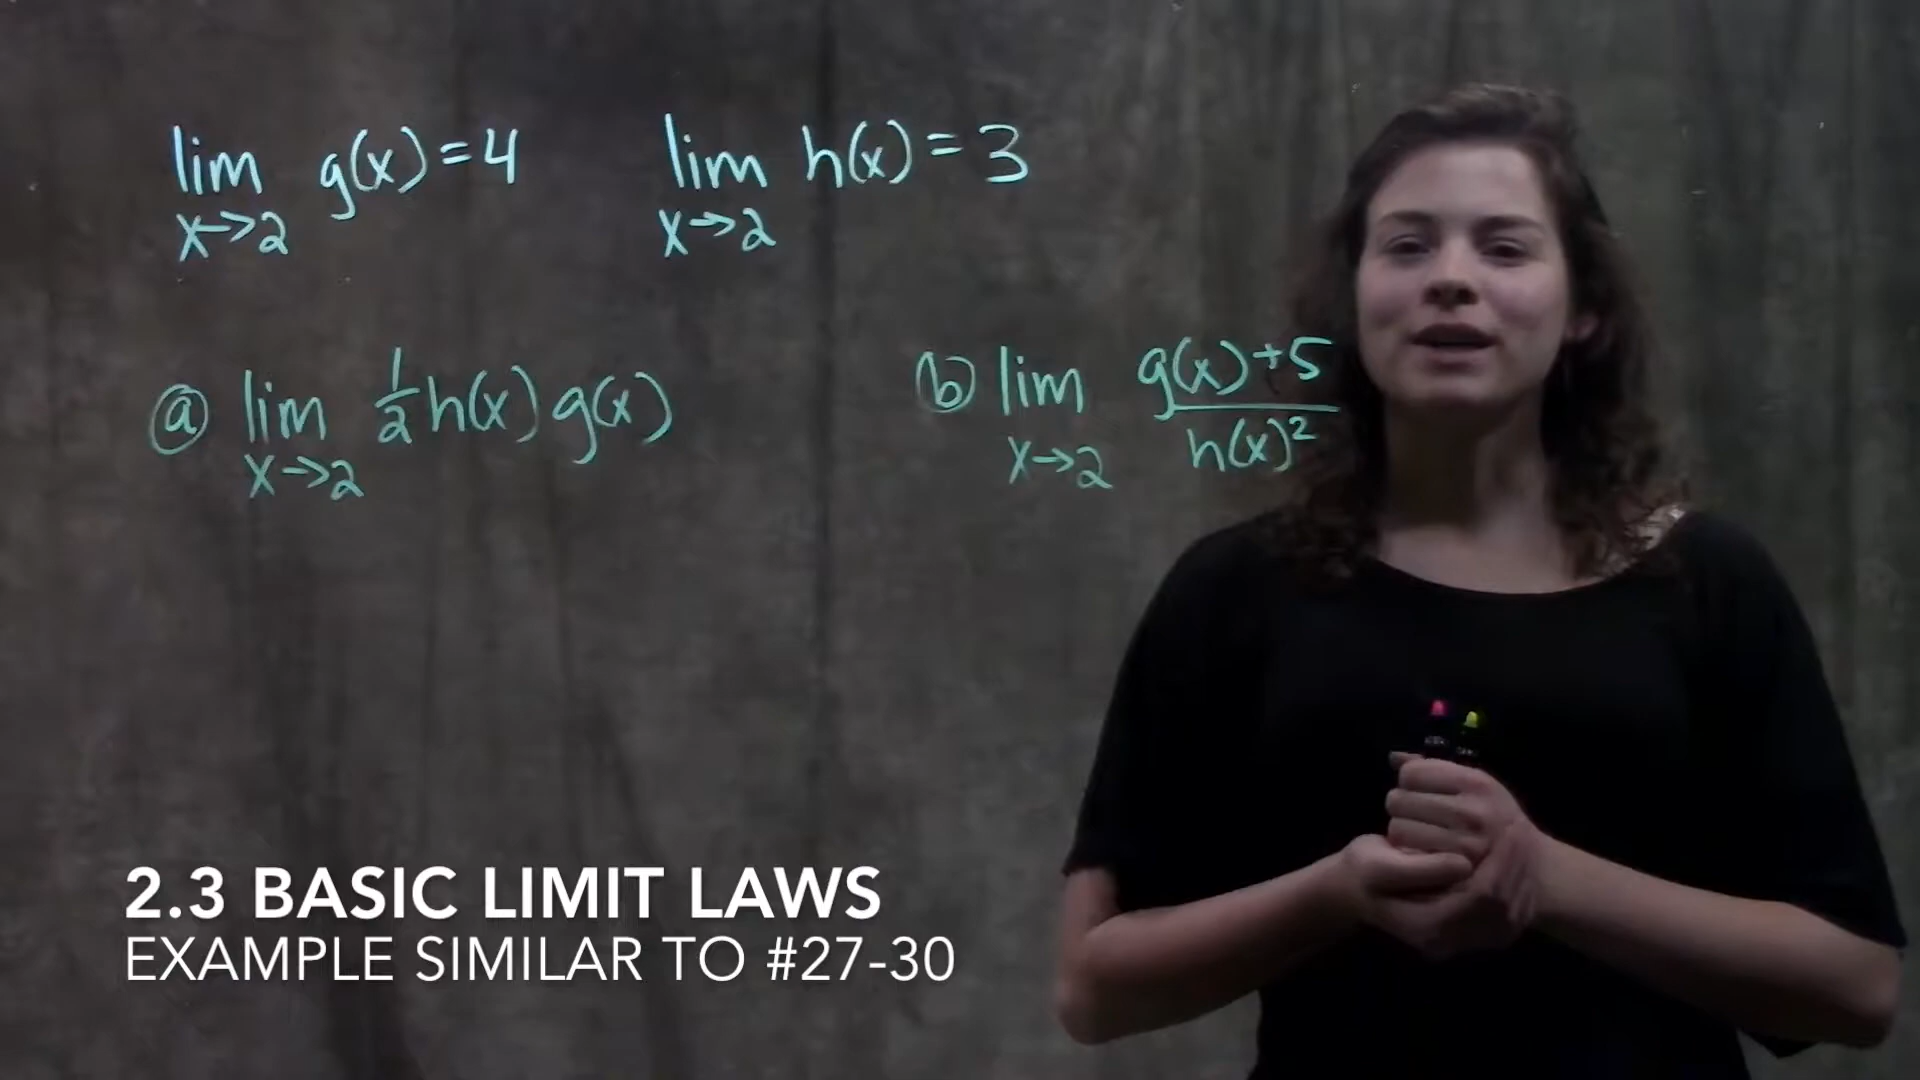 lim g(x) = 4
x→2
lim h(x) = 3
x→2
ⓐ lim ½ h(x) g(x)
x→2
ⓑ lim g(x)+5
x→2 h(x)²
2.3 BASIC LIMIT LAWS
EXAMPLE SIMILAR TO #27-30